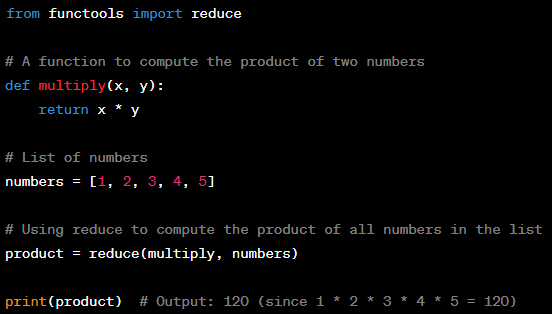 from functools import reduce
# A function to compute the product of two numbers
def multiply(x, y):
    return x * y
# List of numbers
numbers = [1, 2, 3, 4, 5]
# Using reduce to compute the product of all numbers in the list
product = reduce(multiply, numbers)
print(product)  # Output: 120 (since 1 * 2 * 3 * 4 * 5 = 120)